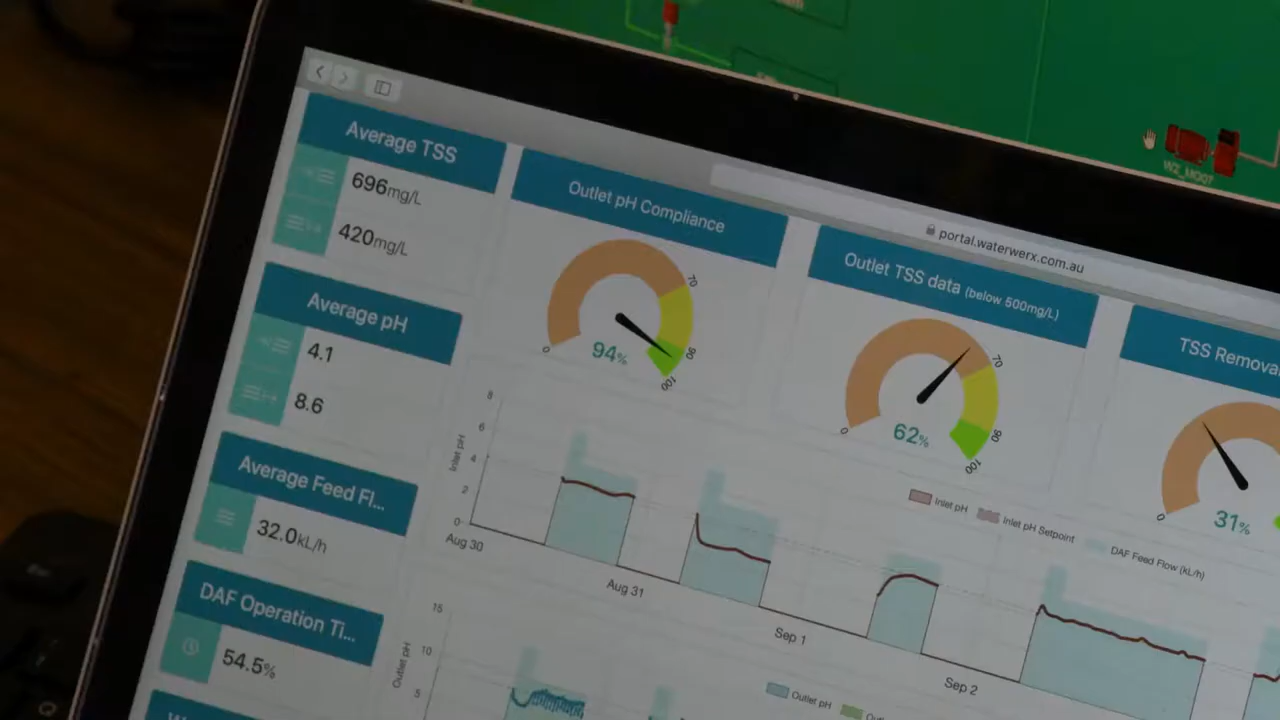 W2_MO07
portal.waterwerx.com.au
Average TSS
696mg/L
420mg/L
Average pH
4.1
8.6
Average Feed Fl...
32.0kL/h
DAF Operation Ti...
54.5%
Outlet pH Compliance
0
70
90
100
94%
Outlet TSS data (below 500mg/L)
0
70
90
100
62%
TSS Remova
0
31%
Inlet pH
Inlet pH Setpoint
DAF Feed Flow (kL/h)
Inlet pH
8
6
4
2
0
Aug 30
Aug 31
Sep 1
Sep 2
Outlet pH
15
10
5
Outlet pH